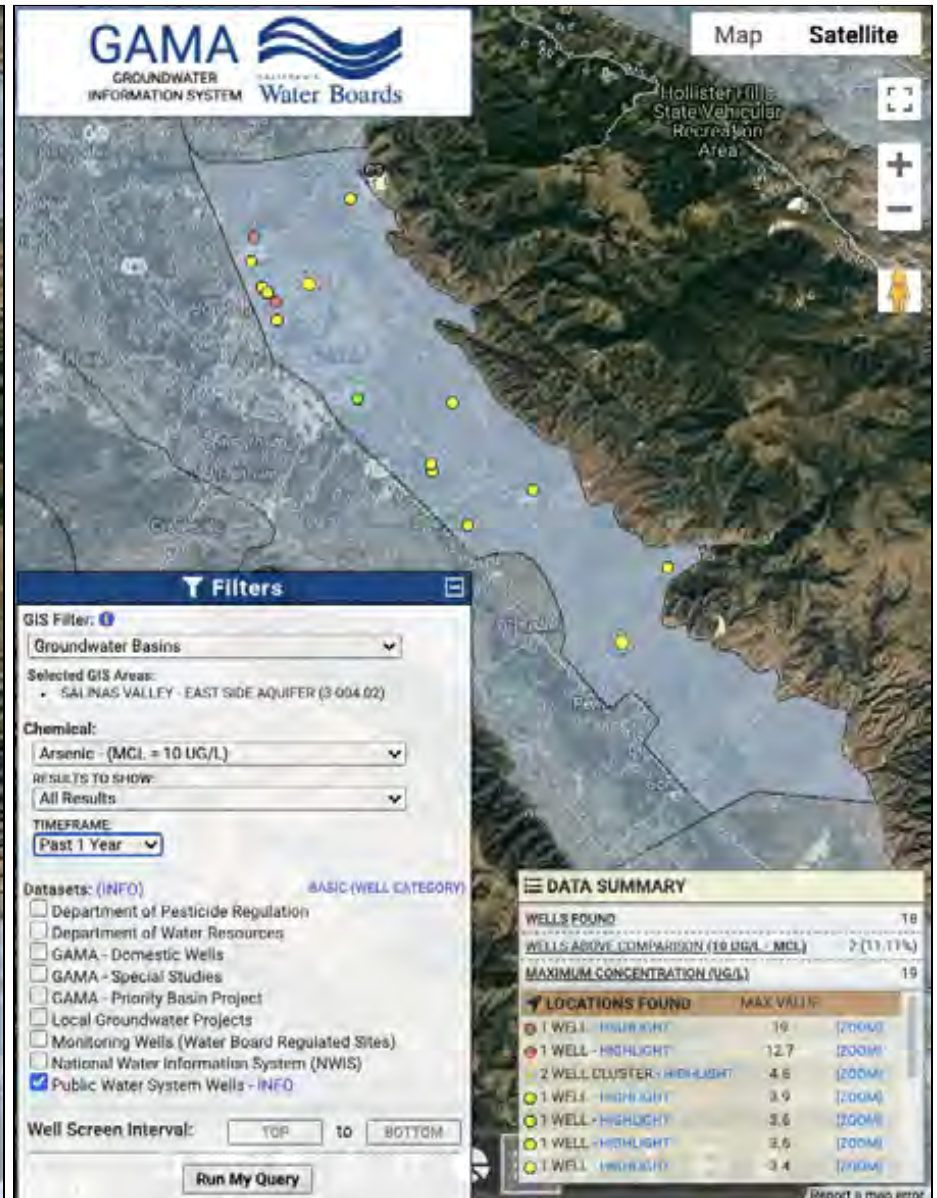 GAMA
GROUNDWATER
INFORMATION SYSTEM
CALIFORNIA
Water Boards
Map Satellite
Hollister Hills
State Vehicular
Recreation
Area
Filters
GIS Filter:
Groundwater Basins
Selected GIS Areas:
• SALINAS VALLEY - EAST SIDE AQUIFER (3-004.02)
Chemical:
Arsenic - (MCL = 10 UG/L)
RESULTS TO SHOW:
All Results
TIMEFRAME:
Past 1 Year
Datasets: (INFO) BASIC (WELL CATEGORY)
Department of Pesticide Regulation
Department of Water Resources
GAMA - Domestic Wells
GAMA - Special Studies
GAMA - Priority Basin Project
Local Groundwater Projects
Monitoring Wells (Water Board Regulated Sites)
National Water Information System (NWIS)
Public Water System Wells - INFO
Well Screen Interval: TOP to BOTTOM
Run My Query
DATA SUMMARY
WELLS FOUND 18
WELLS ABOVE COMPARISON (10 UG/L - MCL) 2 (11.11%)
MAXIMUM CONCENTRATION (UG/L) 19
LOCATIONS FOUND MAX VALUE
1 WELL - HIGHLIGHT 19 [ZOOM]
1 WELL - HIGHLIGHT 12.7 [ZOOM]
2 WELL CLUSTER - HIGHLIGHT 4.6 [ZOOM]
1 WELL - HIGHLIGHT 3.9 [ZOOM]
1 WELL - HIGHLIGHT 3.6 [ZOOM]
1 WELL - HIGHLIGHT 3.6 [ZOOM]
1 WELL - HIGHLIGHT 3.4 [ZOOM]
Report a map error